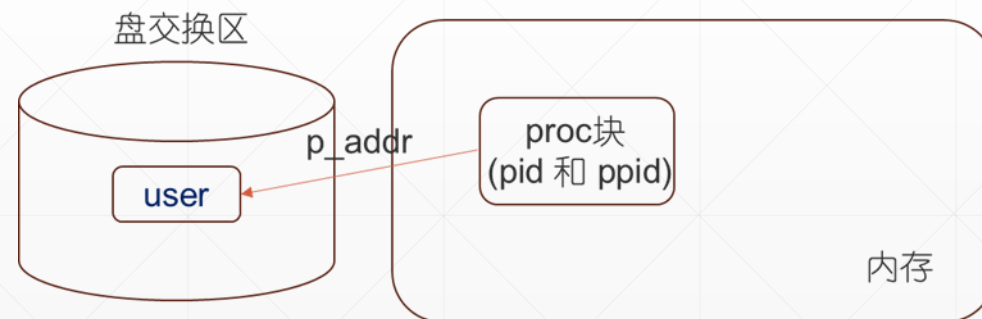 盘交换区
p_addr
proc块
(pid 和 ppid)
user
内存